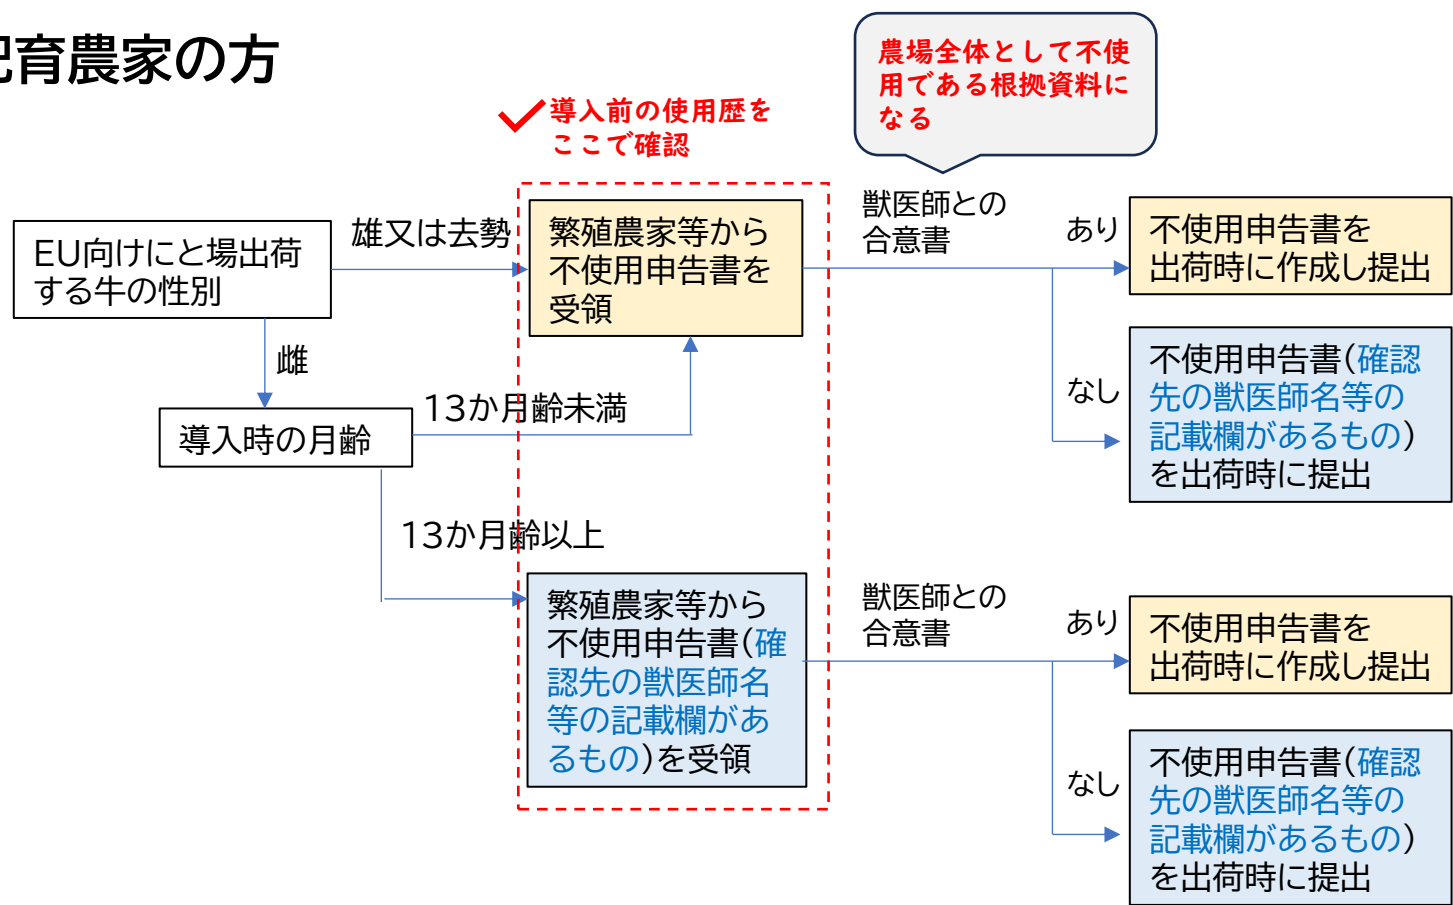 育農家の方
農場全体として不使
用である根拠資料に
なる
導入前の使用歴を
ここで確認
EU向けにと場出荷
する牛の性別
雄又は去勢
繁殖農家等から
不使用申告書を
受領
獣医師との
合意書
あり
不使用申告書を
出荷時に作成し提出
なし
不使用申告書(確認
先の獣医師名等の
記載欄があるもの)
を出荷時に提出
雌
導入時の月齢
13か月齢未満
13か月齢以上
繁殖農家等から
不使用申告書(確
認先の獣医師名
等の記載欄があ
るもの)を受領
獣医師との
合意書
あり
不使用申告書を
出荷時に作成し提出
なし
不使用申告書(確認
先の獣医師名等の
記載欄があるもの)
を出荷時に提出